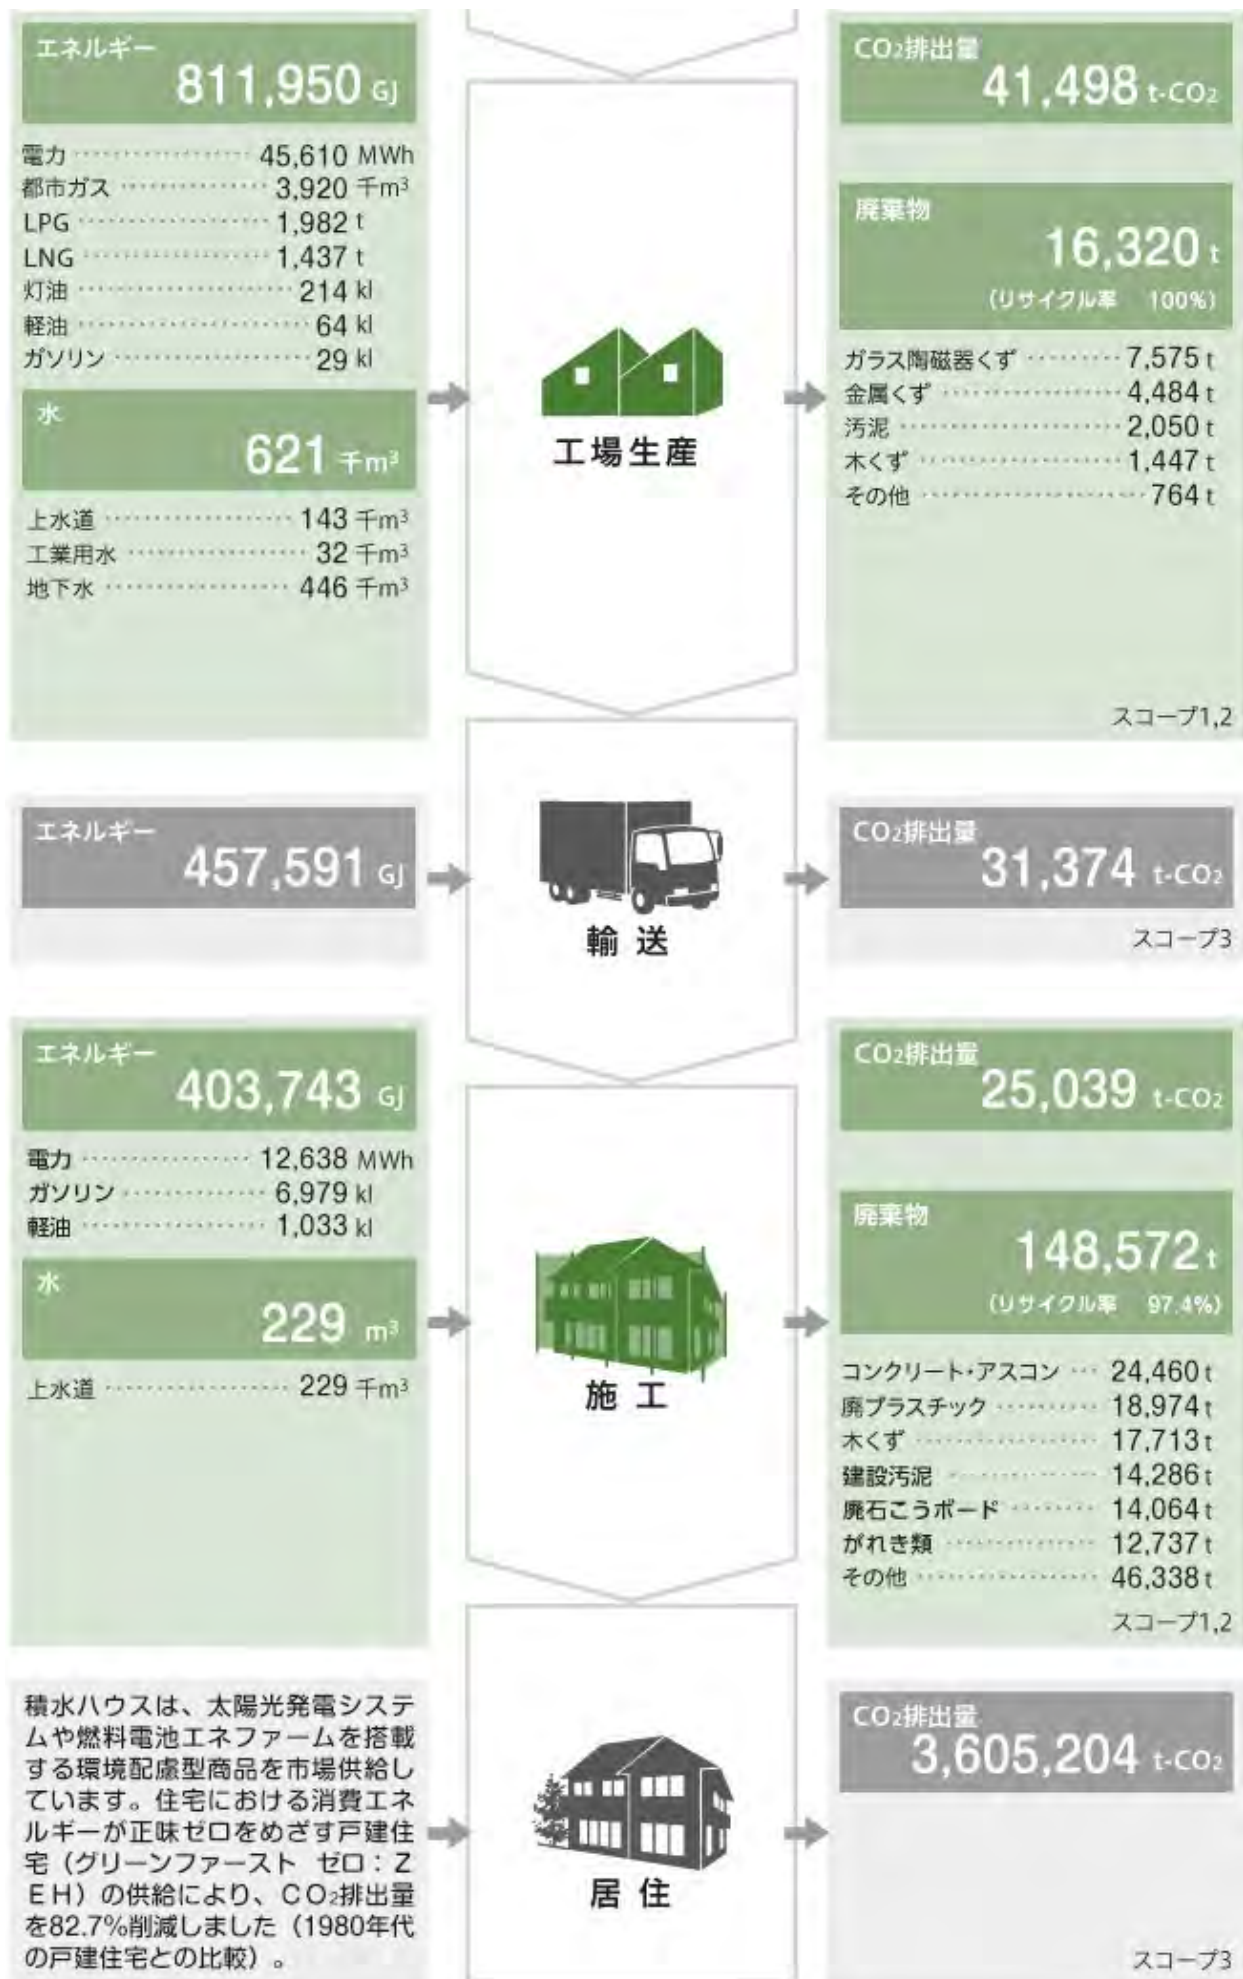 エネルギー
811,950 GJ
電力 45,610 MWh
都市ガス 3,920 千m³
LPG 1,982 t
LNG 1,437 t
灯油 214 kl
軽油 64 kl
ガソリン 29 kl
水
621 千m³
上水道 143 千m³
工業用水 32 千m³
地下水 446 千m³
工場生産
CO₂排出量
41,498 t-CO₂
廃棄物
16,320 t
(リサイクル率 100%)
ガラス陶磁器くず 7,575 t
金属くず 4,484 t
汚泥 2,050 t
木くず 1,447 t
その他 764 t
スコープ1,2
エネルギー
457,591 GJ
輸送
CO₂排出量
31,374 t-CO₂
スコープ3
エネルギー
403,743 GJ
電力 12,638 MWh
ガソリン 6,979 kl
軽油 1,033 kl
水
229 m³
上水道 229 千m³
施工
CO₂排出量
25,039 t-CO₂
廃棄物
148,572 t
(リサイクル率 97.4%)
コンクリート・アスコン 24,460 t
廃プラスチック 18,974 t
木くず 17,713 t
建設汚泥 14,286 t
廃石こうボード 14,064 t
がれき類 12,737 t
その他 46,338 t
スコープ1,2
積水ハウスは、太陽光発電システ
ムや燃料電池エネファームを搭載
する環境配慮型商品を市場供給し
ています。住宅における消費エネ
ルギーが正味ゼロをめざす戸建住
宅（グリーンファースト ゼロ：Ｚ
ＥＨ）の供給により、ＣＯ₂排出量
を82.7%削減しました（1980年代
の戸建住宅との比較）。
居住
CO₂排出量
3,605,204 t-CO₂
スコープ3